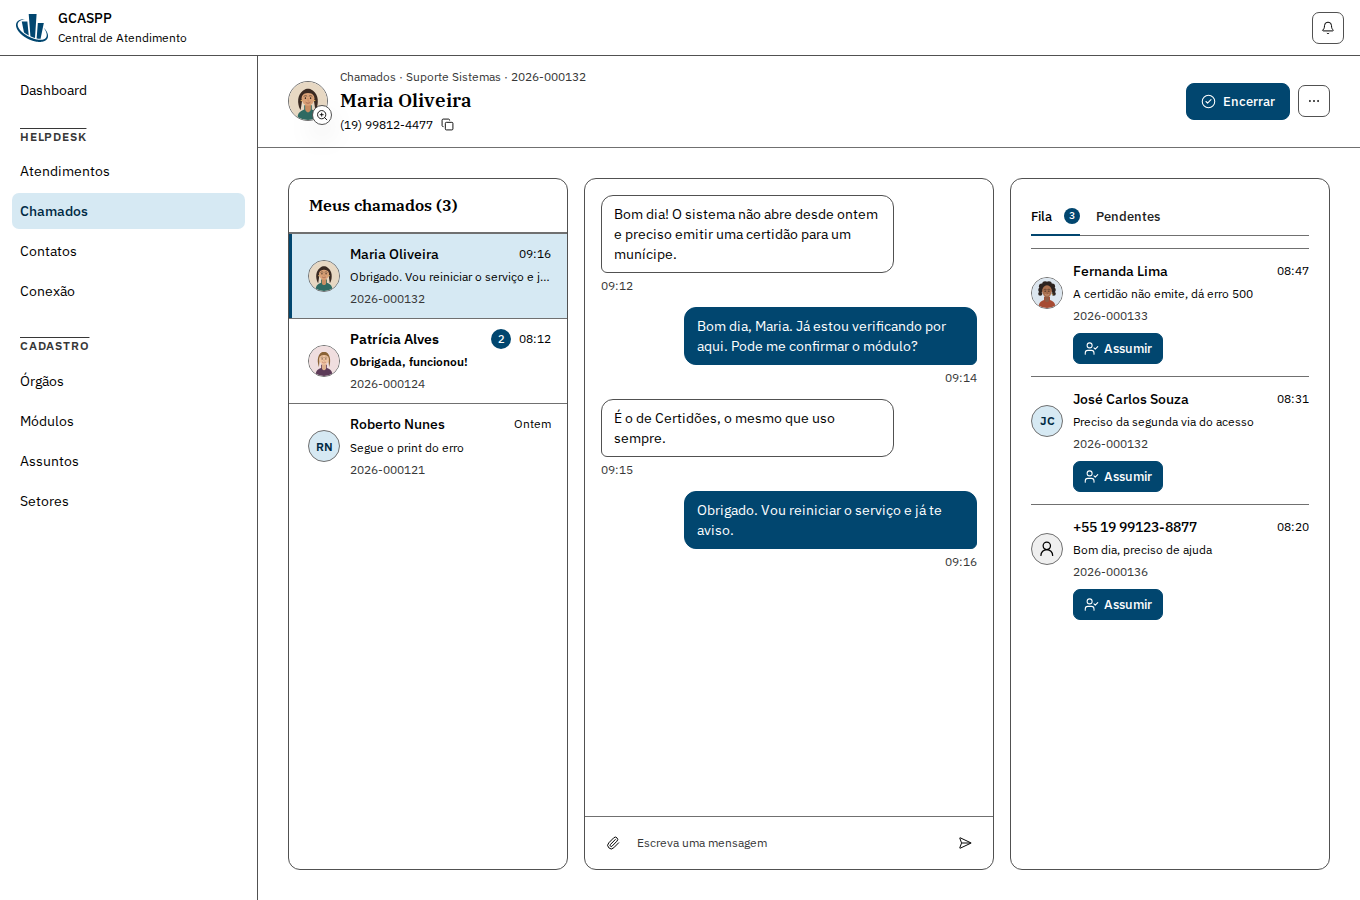 GCASPP
Central de Atendimento
Dashboard
HELPDESK
Atendimentos
Chamados
Contatos
Conexão
CADASTRO
Órgãos
Módulos
Assuntos
Setores
Chamados · Suporte Sistemas · 2026-000132
Maria Oliveira
(19) 99812-4477
Encerrar
Meus chamados (3)
Maria Oliveira 09:16
Obrigado. Vou reiniciar o serviço e j...
2026-000132
Patrícia Alves 2 08:12
Obrigada, funcionou!
2026-000124
RN
Roberto Nunes Ontem
Segue o print do erro
2026-000121
Bom dia! O sistema não abre desde ontem
e preciso emitir uma certidão para um
munícipe.
09:12
Bom dia, Maria. Já estou verificando por
aqui. Pode me confirmar o módulo?
09:14
É o de Certidões, o mesmo que uso
sempre.
09:15
Obrigado. Vou reiniciar o serviço e já te
aviso.
09:16
Escreva uma mensagem
Fila 3 Pendentes
Fernanda Lima 08:47
A certidão não emite, dá erro 500
2026-000133
Assumir
JC
José Carlos Souza 08:31
Preciso da segunda via do acesso
2026-000132
Assumir
+55 19 99123-8877 08:20
Bom dia, preciso de ajuda
2026-000136
Assumir